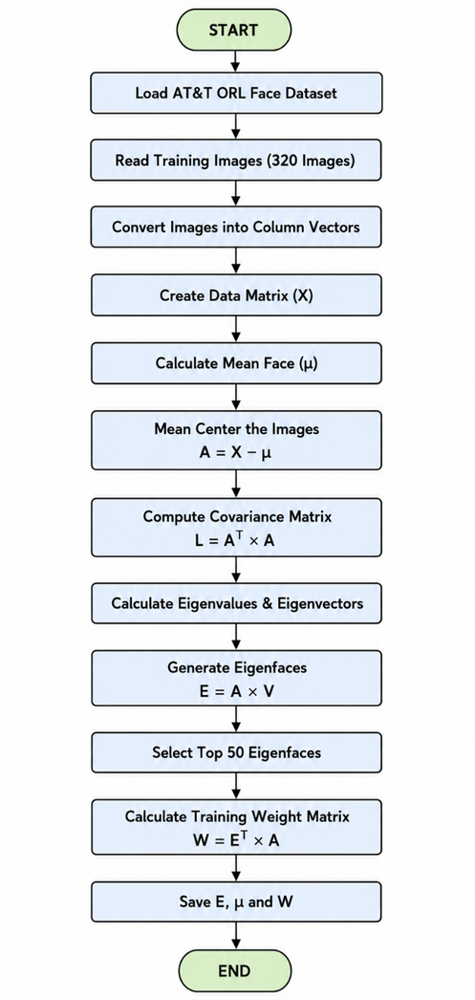 START
Load AT&T ORL Face Dataset
Read Training Images (320 Images)
Convert Images into Column Vectors
Create Data Matrix (X)
Calculate Mean Face (μ)
Mean Center the Images
A = X − μ
Compute Covariance Matrix
L = Aᵀ × A
Calculate Eigenvalues & Eigenvectors
Generate Eigenfaces
E = A × V
Select Top 50 Eigenfaces
Calculate Training Weight Matrix
W = Eᵀ × A
Save E, μ and W
END